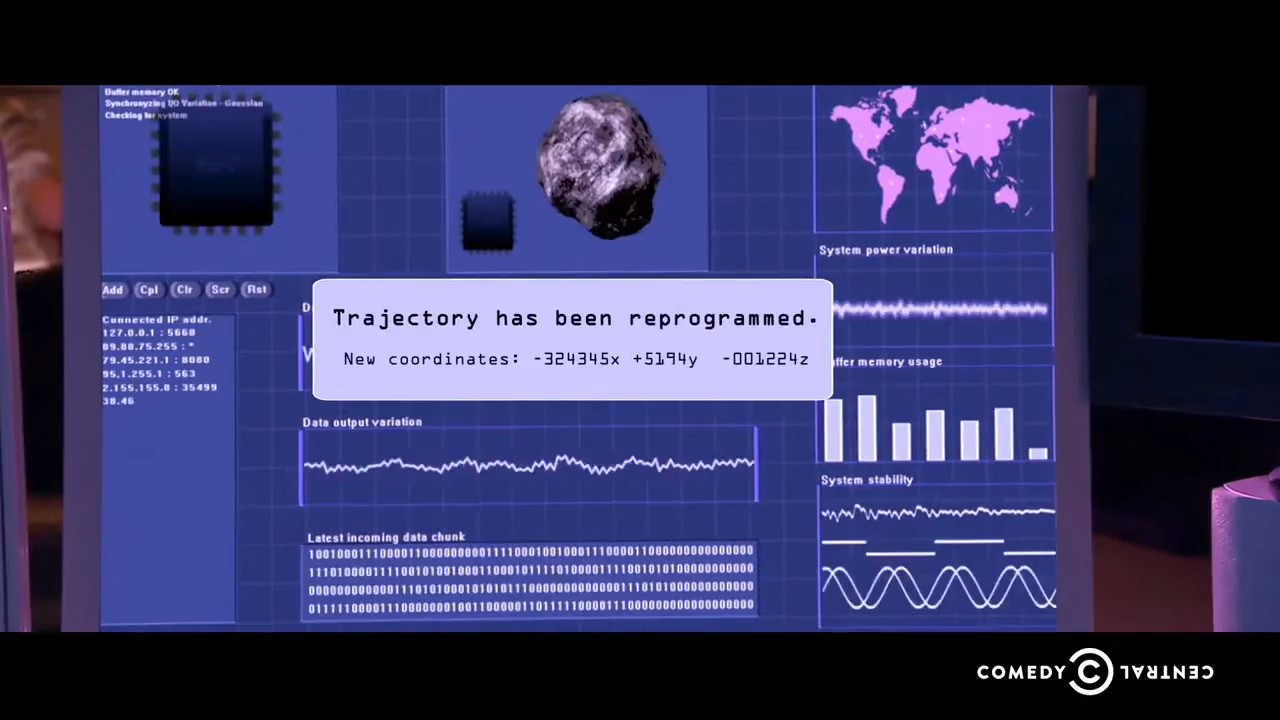 Buffer memory OK
Synchronyzing I/O Variation - Gaussian
Checking for system
System power variation
Add Cpl Clr Scr Rst
Connected IP addr.
127.0.0.1 : 5668
89.88.75.255 : *
79.45.221.1 : 8080
95.1.255.1 : 563
2.155.155.8 : 35499
38.46
Trajectory has been reprogrammed.
New coordinates: -324345x +5194y -001224z
Buffer memory usage
Data output variation
System stability
Latest incoming data chunk
COMEDY CENTRAL